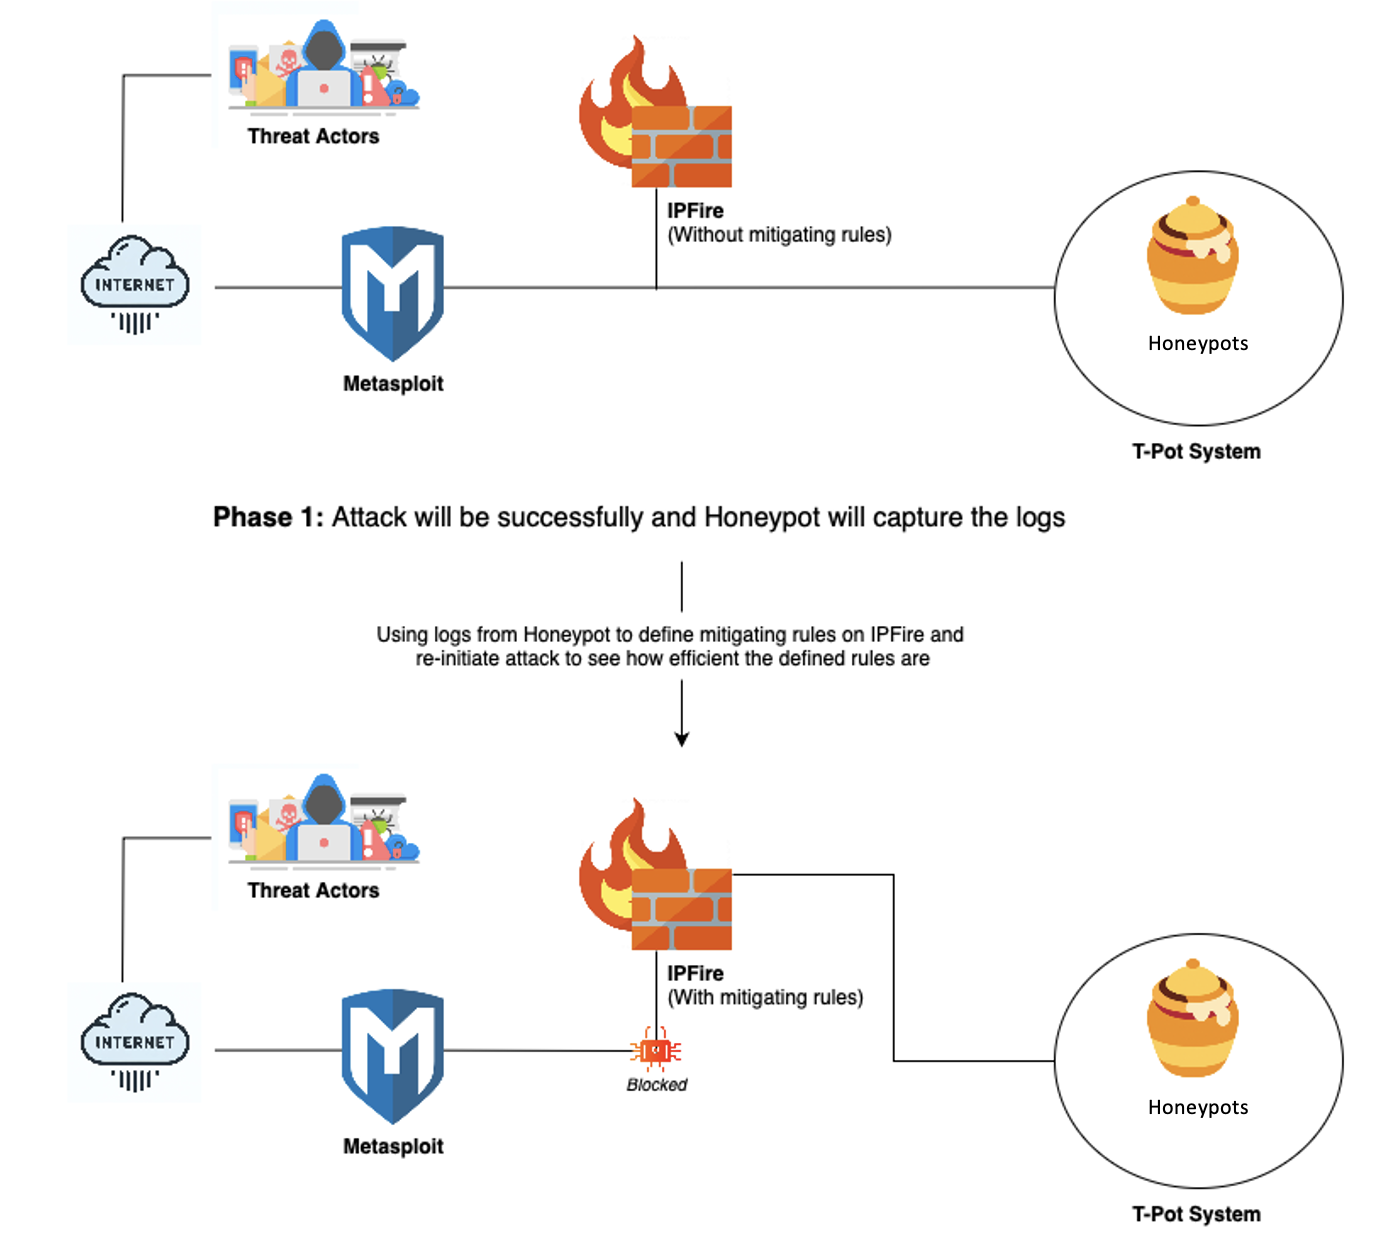 Threat Actors
IPFire
(Without mitigating rules)
INTERNET
Metasploit
Honeypots
T-Pot System
Phase 1: Attack will be successfully and Honeypot will capture the logs
Using logs from Honeypot to define mitigating rules on IPFire and
re-initiate attack to see how efficient the defined rules are
Threat Actors
IPFire
(With mitigating rules)
INTERNET
Blocked
Metasploit
Honeypots
T-Pot System